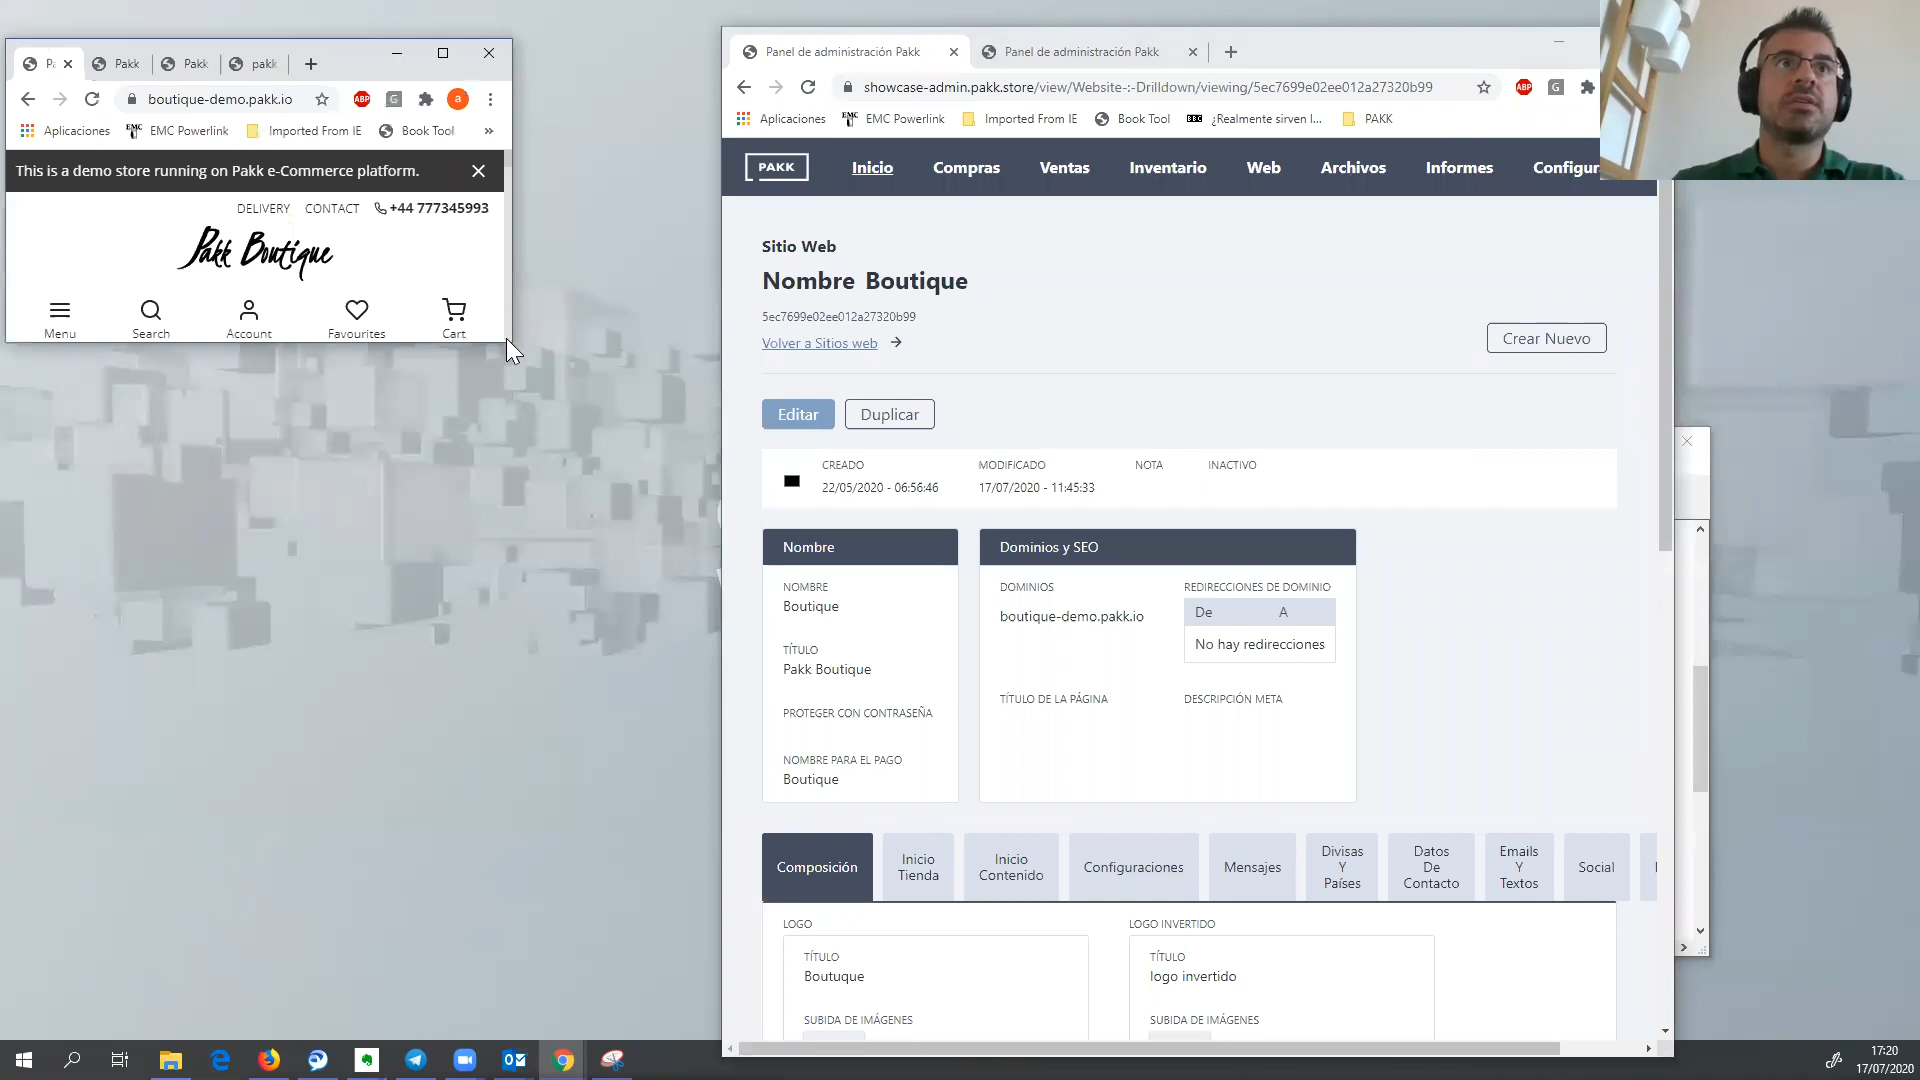 Pa
Pakk
Pakk
pakk
boutique-demo.pakk.io
ABP
G
a
Aplicaciones
EMC
EMC Powerlink
Imported From IE
Book Tool
»
This is a demo store running on Pakk e-Commerce platform.
DELIVERY
CONTACT
+44 777345993
Pakk Boutique
Menu
Search
Account
Favourites
Cart
Panel de administración Pakk
Panel de administración Pakk
showcase-admin.pakk.store/view/Website-:-Drilldown/viewing/5ec7699e02ee012a27320b99
ABP
G
Aplicaciones
EMC
EMC Powerlink
Imported From IE
Book Tool
BBC
¿Realmente sirven l...
PAKK
PAKK
Inicio
Compras
Ventas
Inventario
Web
Archivos
Informes
Configur
Sitio Web
Nombre Boutique
5ec7699e02ee012a27320b99
Volver a Sitios web
Crear Nuevo
Editar
Duplicar
CREADO
MODIFICADO
NOTA
INACTIVO
22/05/2020 - 06:56:46
17/07/2020 - 11:45:33
Nombre
NOMBRE
Boutique
TÍTULO
Pakk Boutique
PROTEGER CON CONTRASEÑA
NOMBRE PARA EL PAGO
Boutique
Dominios y SEO
DOMINIOS
boutique-demo.pakk.io
REDIRECCIONES DE DOMINIO
De
A
No hay redirecciones
TÍTULO DE LA PÁGINA
DESCRIPCIÓN META
Composición
Inicio
Tienda
Inicio
Contenido
Configuraciones
Mensajes
Divisas
Y
Países
Datos
De
Contacto
Emails
Y
Textos
Social
LOGO
TÍTULO
Boutuque
SUBIDA DE IMÁGENES
LOGO INVERTIDO
TÍTULO
logo invertido
SUBIDA DE IMÁGENES
17:20
17/07/2020